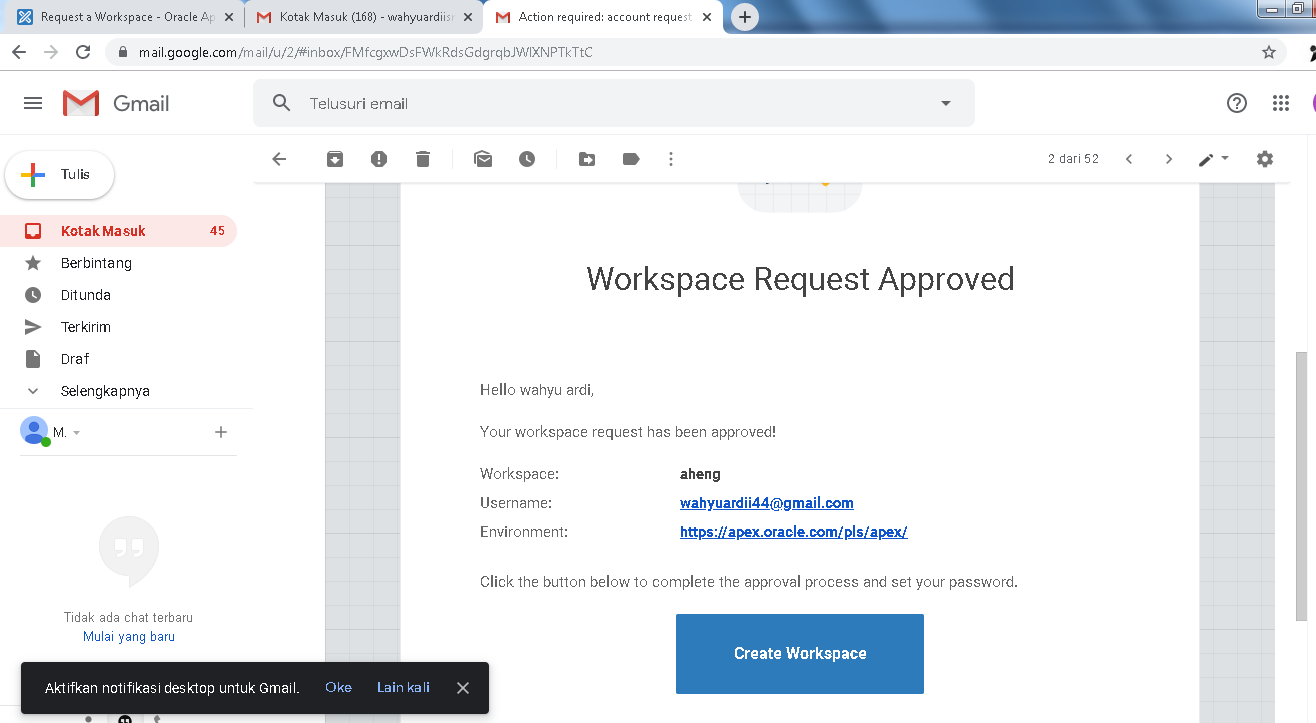 Request a Workspace - Oracle Ap
Kotak Masuk (168) - wahyuardiisr
Action required: account request
mail.google.com/mail/u/2/#inbox/FMfcgxwDsFWkRdsGdgrqbJWlXNPTkTtC
Gmail
Telusuri email
Tulis
2 dari 52
Kotak Masuk 45
Berbintang
Ditunda
Terkirim
Draf
Selengkapnya
M.
Tidak ada chat terbaru
Mulai yang baru
Workspace Request Approved
Hello wahyu ardi,
Your workspace request has been approved!
Workspace: aheng
Username: wahyuardii44@gmail.com
Environment: https://apex.oracle.com/pls/apex/
Click the button below to complete the approval process and set your password.
Create Workspace
Aktifkan notifikasi desktop untuk Gmail. Oke Lain kali